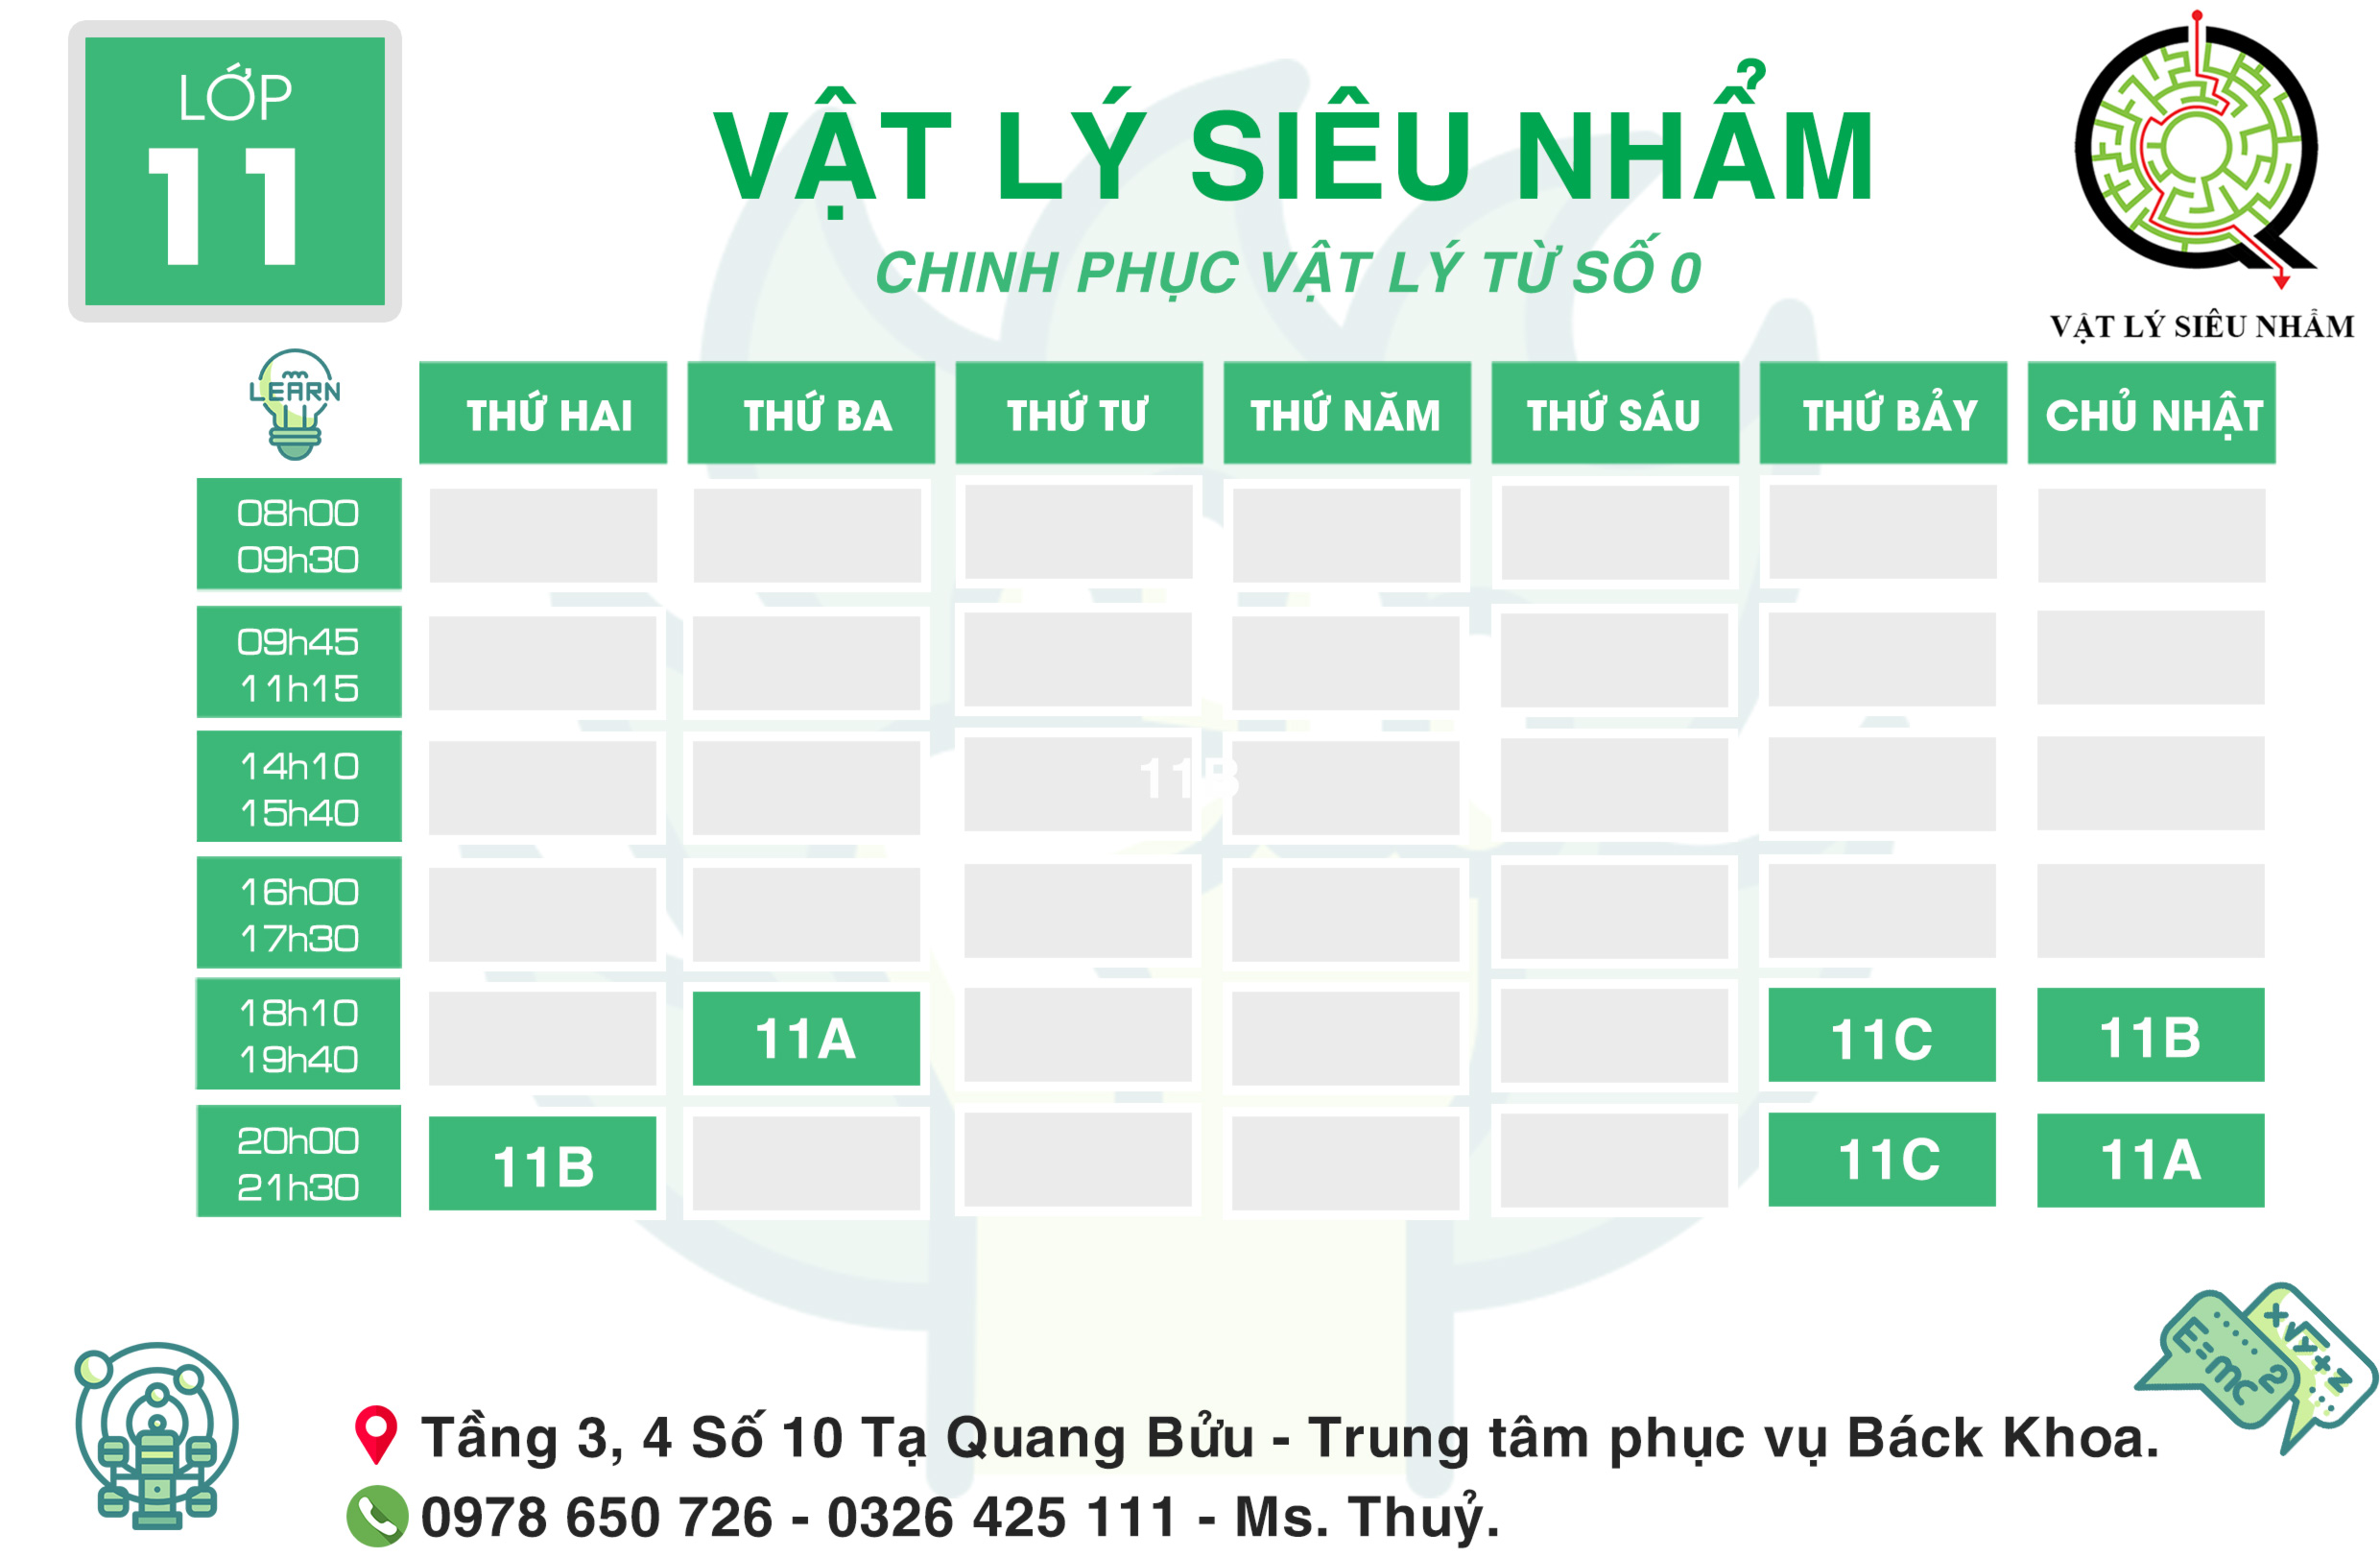 LỚP
11
VẬT LÝ SIÊU NHẨM
CHINH PHỤC VẬT LÝ TỪ SỐ 0
VẬT LÝ SIÊU NHẨM
LEARN
THỨ HAI THỨ BA THỨ TƯ THỨ NĂM THỨ SÁU THỨ BẢY CHỦ NHẬT
08h00
09h30
09h45
11h15
14h10
15h40
11B
16h00
17h30
18h10
19h40
11A 11C 11B
20h00
21h30
11B 11C 11A
E=mc2
Tầng 3, 4 Số 10 Tạ Quang Bửu - Trung tâm phục vụ Báck Khoa.
0978 650 726 - 0326 425 111 - Ms. Thuỷ.